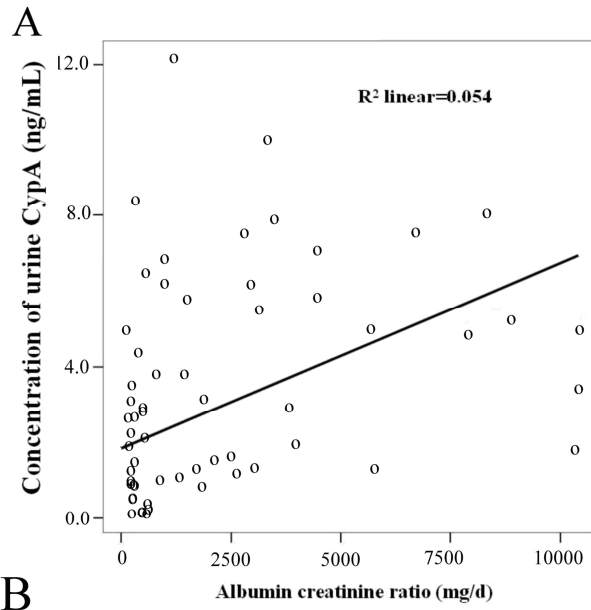 A
12.0
8.0
4.0
0.0
Concentration of urine CypA (ng/mL)
R² linear=0.054
0
2500
5000
7500
10000
Albumin creatinine ratio (mg/d)
B